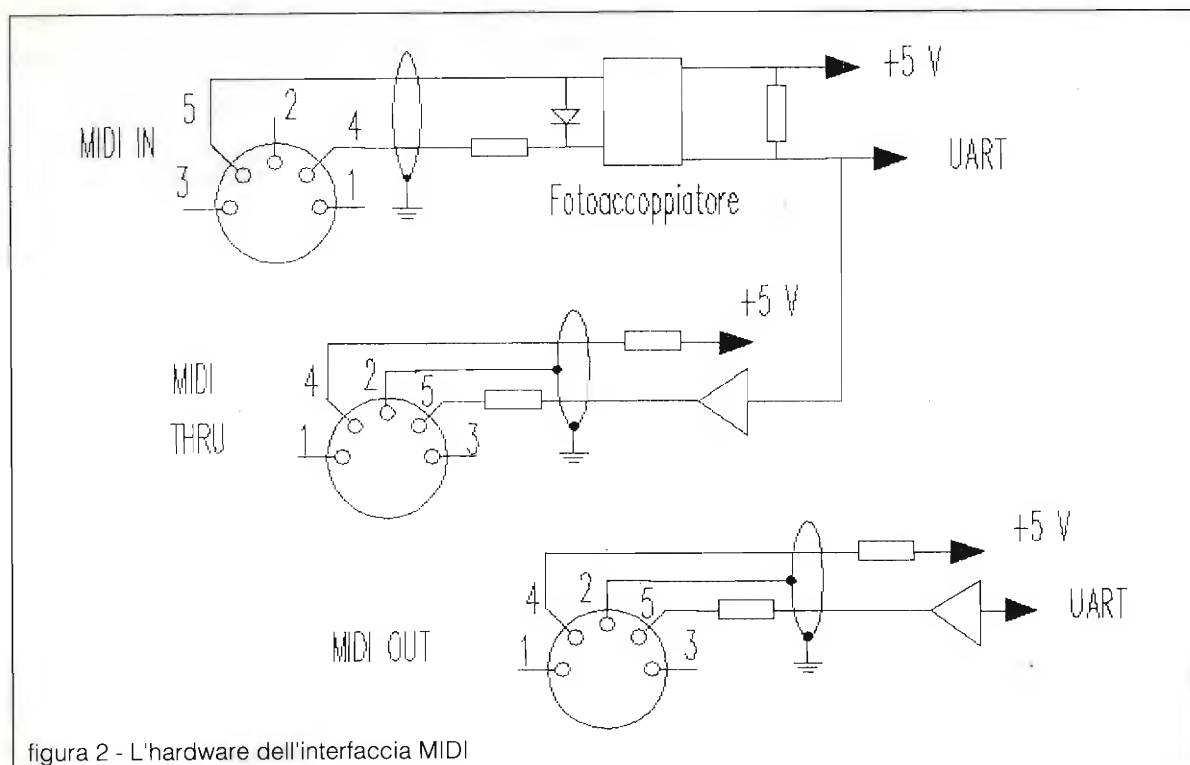 +5 V
5
2
4
MIDI IN
UART
3
1
Fotoaccoppiatore
+5 V
MIDI
THRU
4
2
5
1
3
+5 V
4
2
5
UART
MIDI OUT
1
3
figura 2 - L'hardware dell'interfaccia MIDI